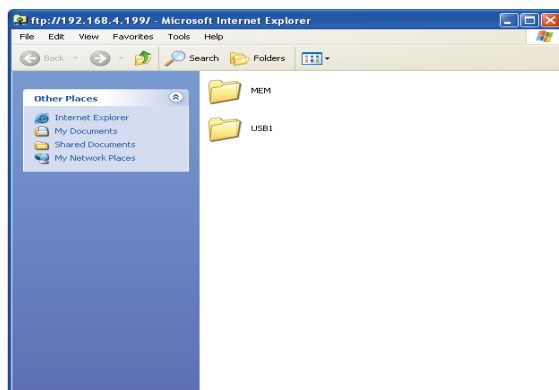 ftp://192.168.4.199/ - Microsoft Internet Explorer
File Edit View Favorites Tools Help
Back Search Folders
Other Places
Internet Explorer
My Documents
Shared Documents
My Network Places
MEM
USB1